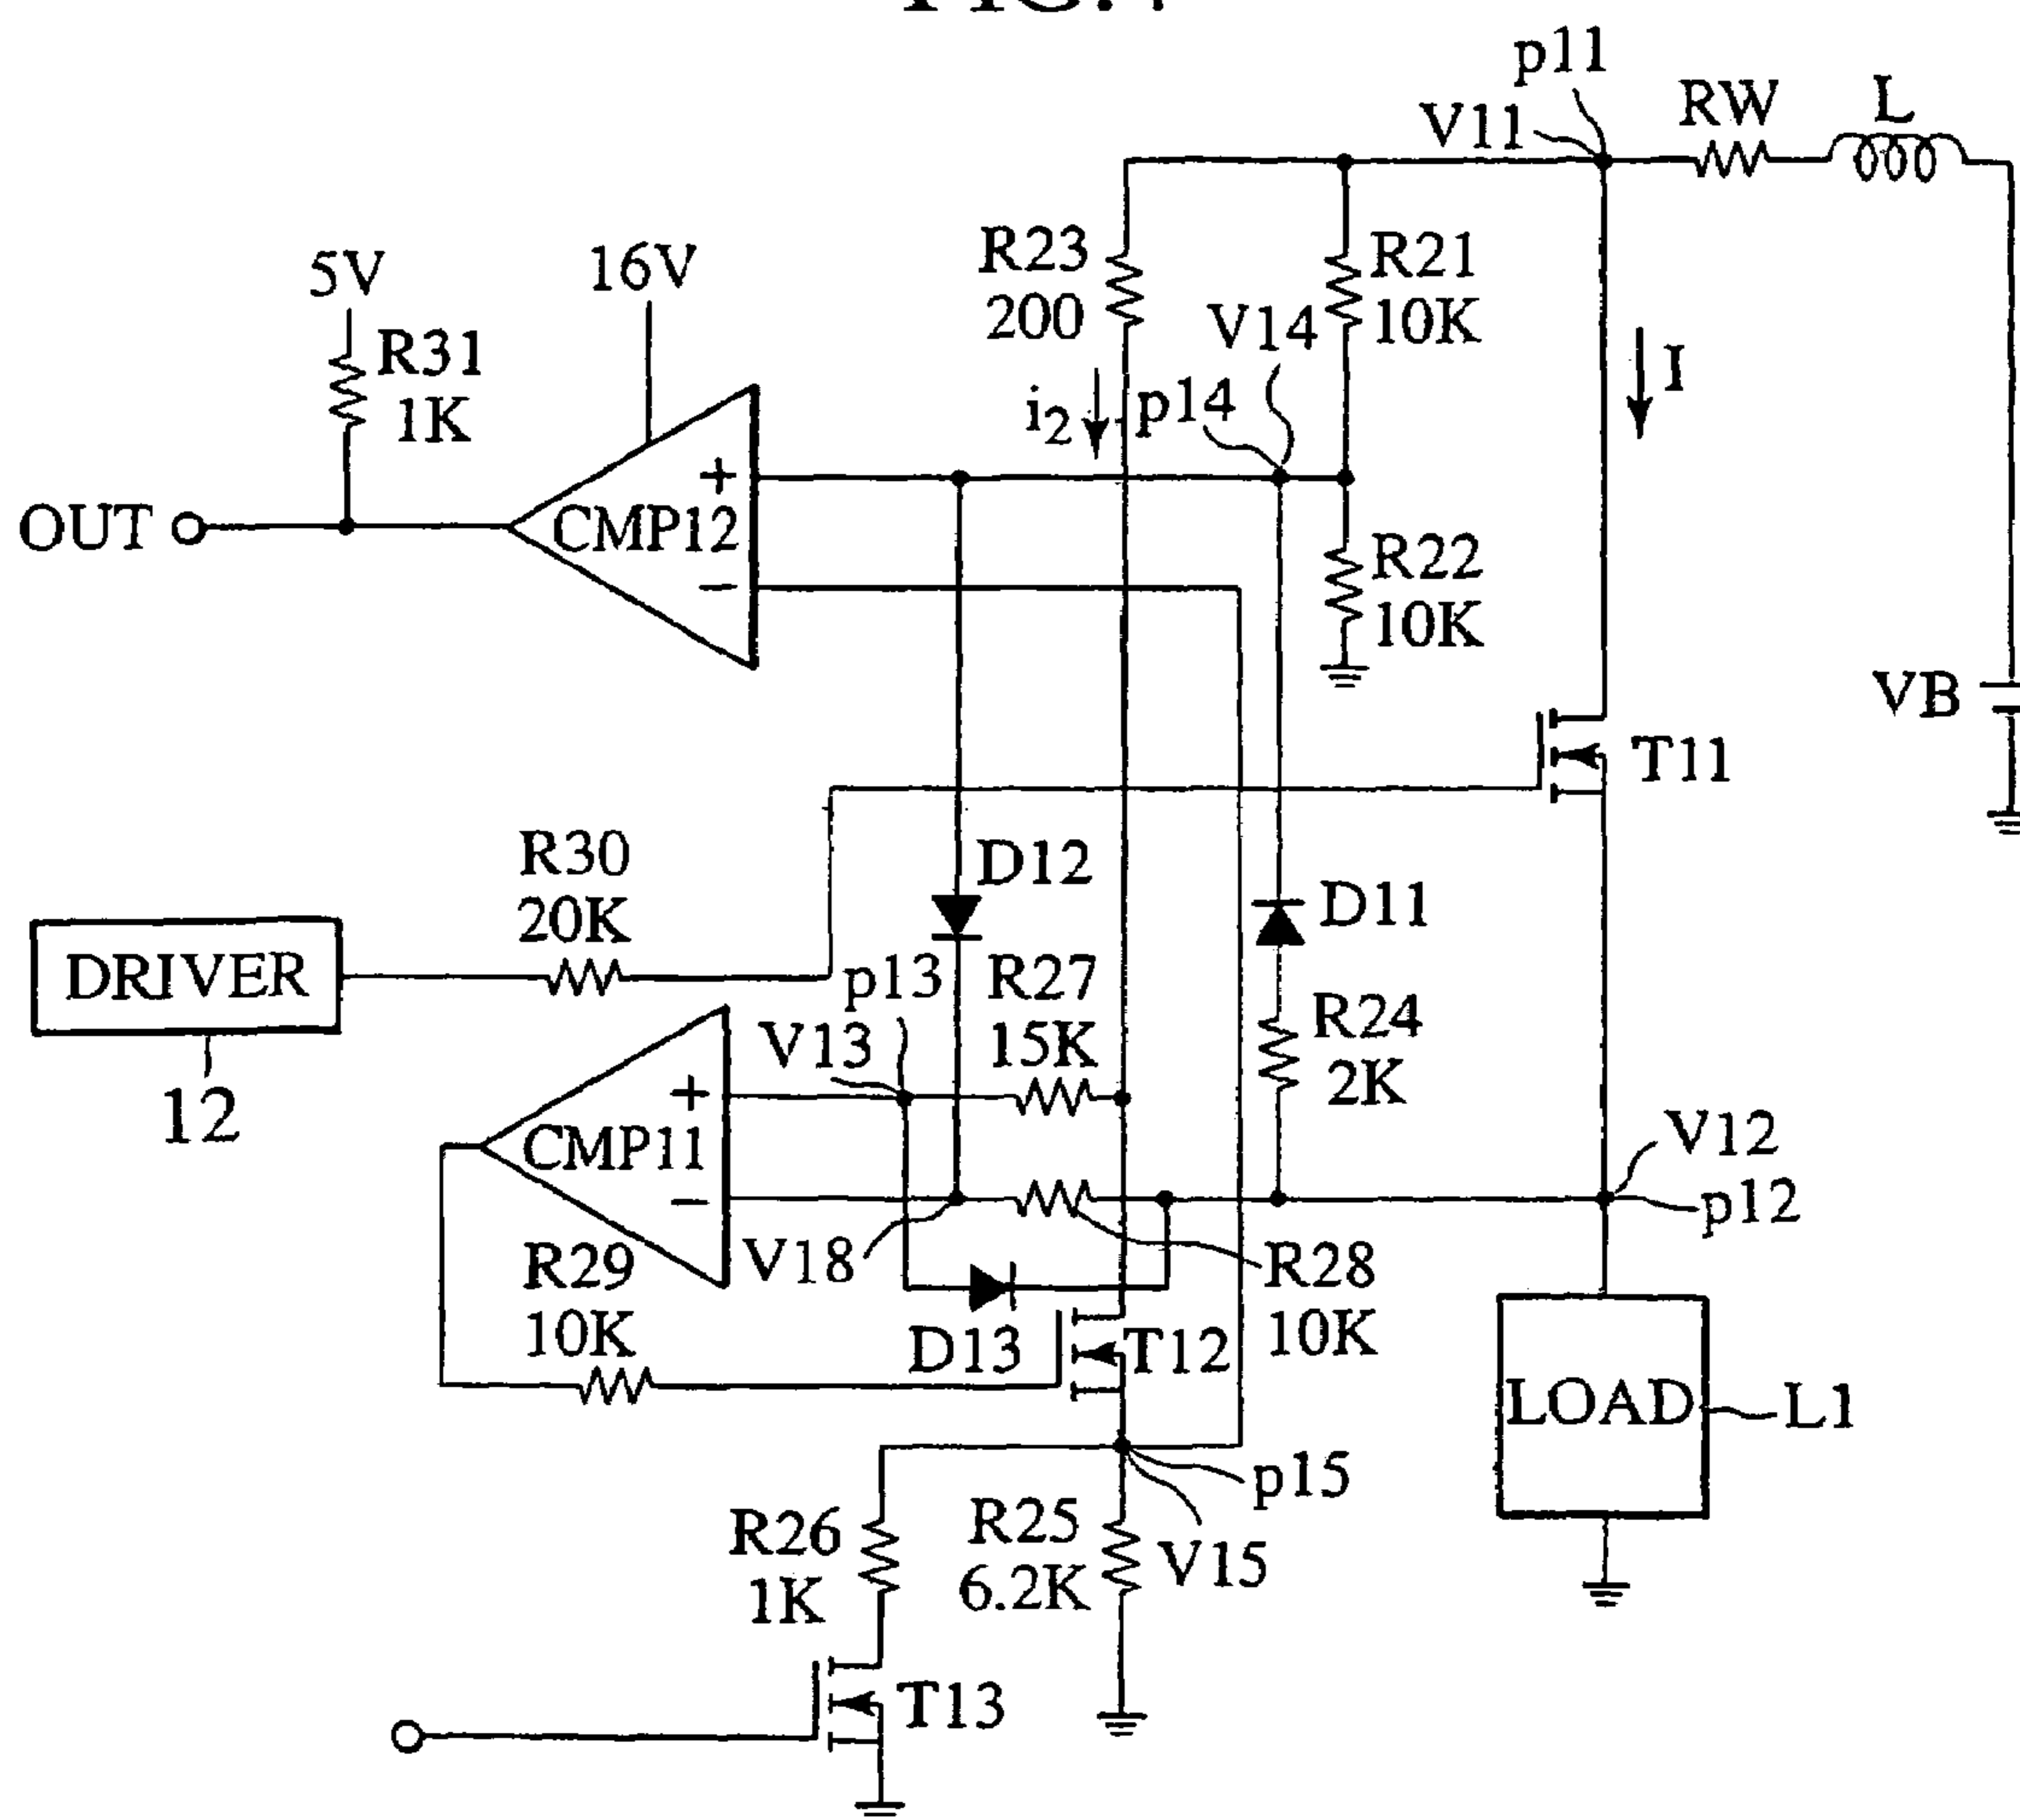 p11
V11
RW
L
R23
200
R21
10K
5V
16V
V14
R31
1K
i2
p14
I
+
CMP12
−
OUT
R22
10K
VB
T11
R30
20K
D12
D11
DRIVER
12
p13
V13
R27
15K
R24
2K
+
CMP11
−
V12
p12
V18
R28
10K
R29
10K
D13
T12
LOAD
L1
p15
R26
1K
R25
6.2K
V15
T13